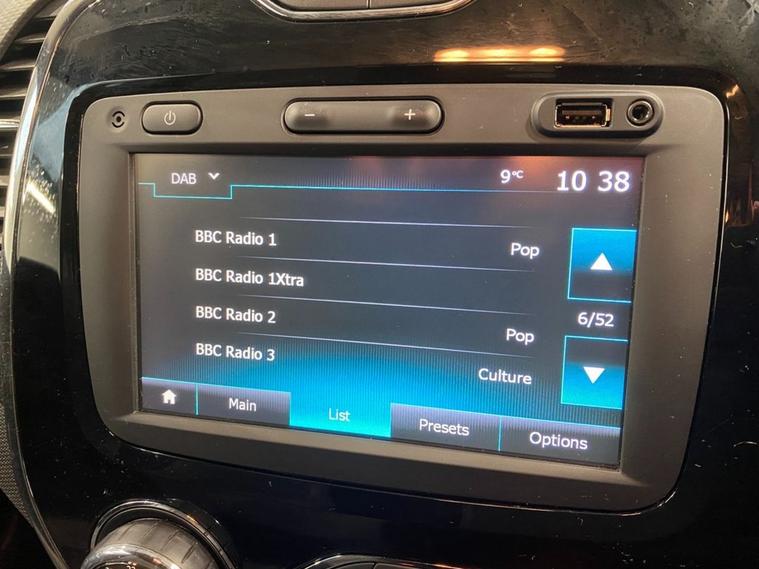 DAB 9°C 10 38
BBC Radio 1 Pop
BBC Radio 1Xtra
BBC Radio 2 Pop
6/52
BBC Radio 3 Culture
Main List Presets Options